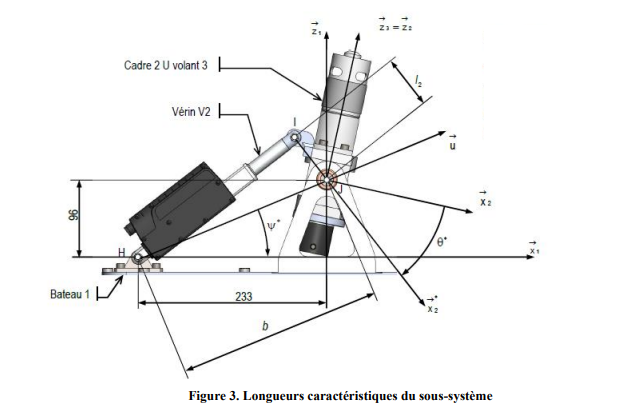 z₁
z₃ = z₂
Cadre 2 U volant 3
l₂
Vérin V2
I
u
J
x₂
96
Ψ*
θ*
H
x₁
Bateau 1
233
x₂*
b
Figure 3. Longueurs caractéristiques du sous-système